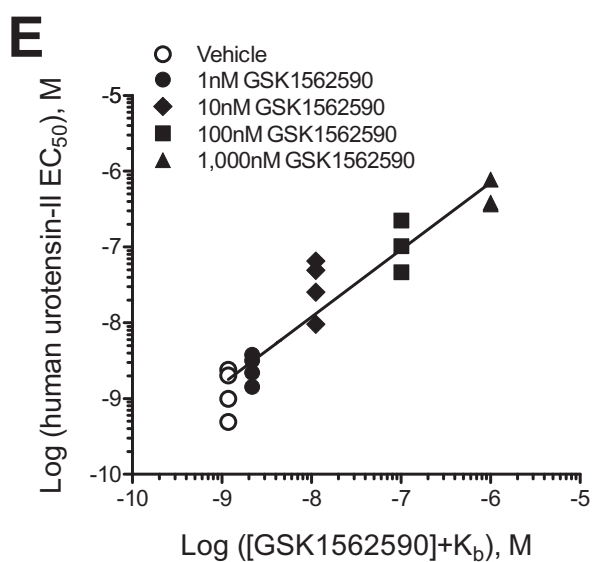 E
Vehicle
1nM GSK1562590
10nM GSK1562590
100nM GSK1562590
1,000nM GSK1562590
Log (human urotensin-II EC50), M
-5
-6
-7
-8
-9
-10
-10 -9 -8 -7 -6 -5
Log ([GSK1562590]+Kb), M